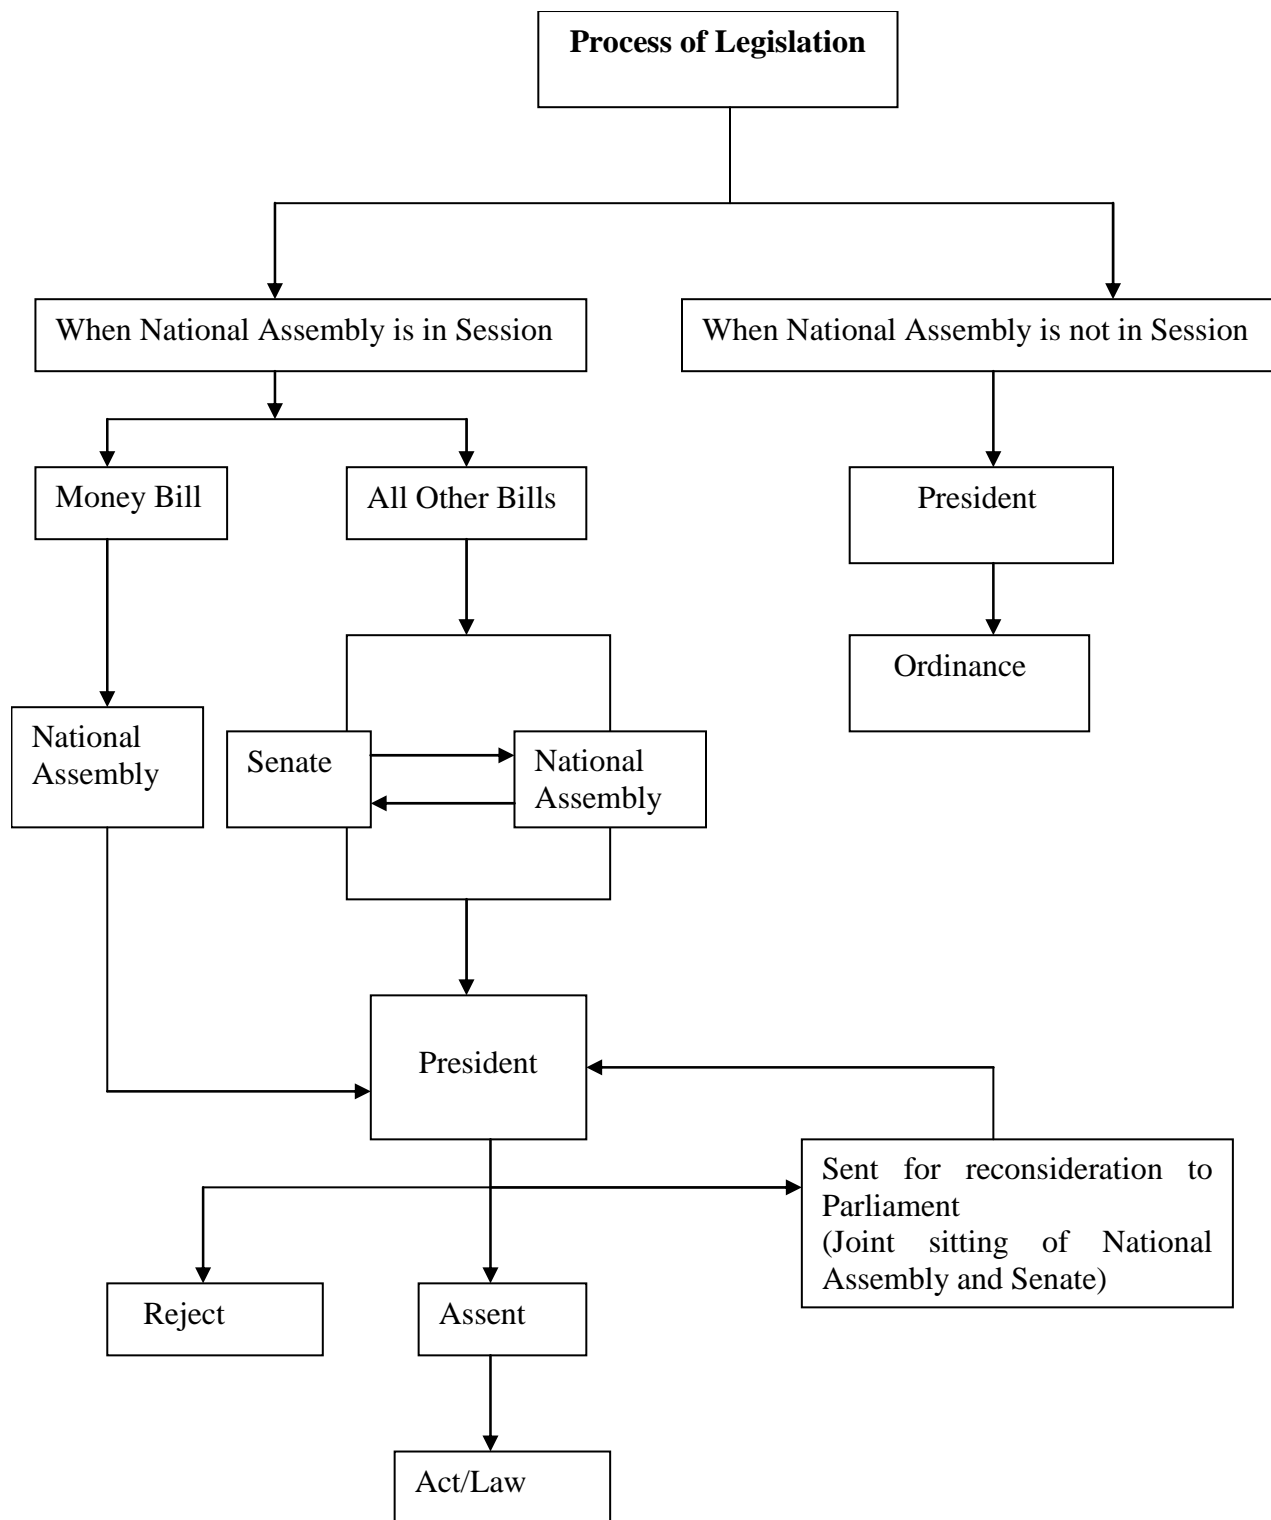 Process of Legislation
When National Assembly is in Session
When National Assembly is not in Session
Money Bill
All Other Bills
President
Ordinance
National
Assembly
Senate
National
Assembly
President
Sent for reconsideration to
Parliament
(Joint sitting of National
Assembly and Senate)
Reject
Assent
Act/Law